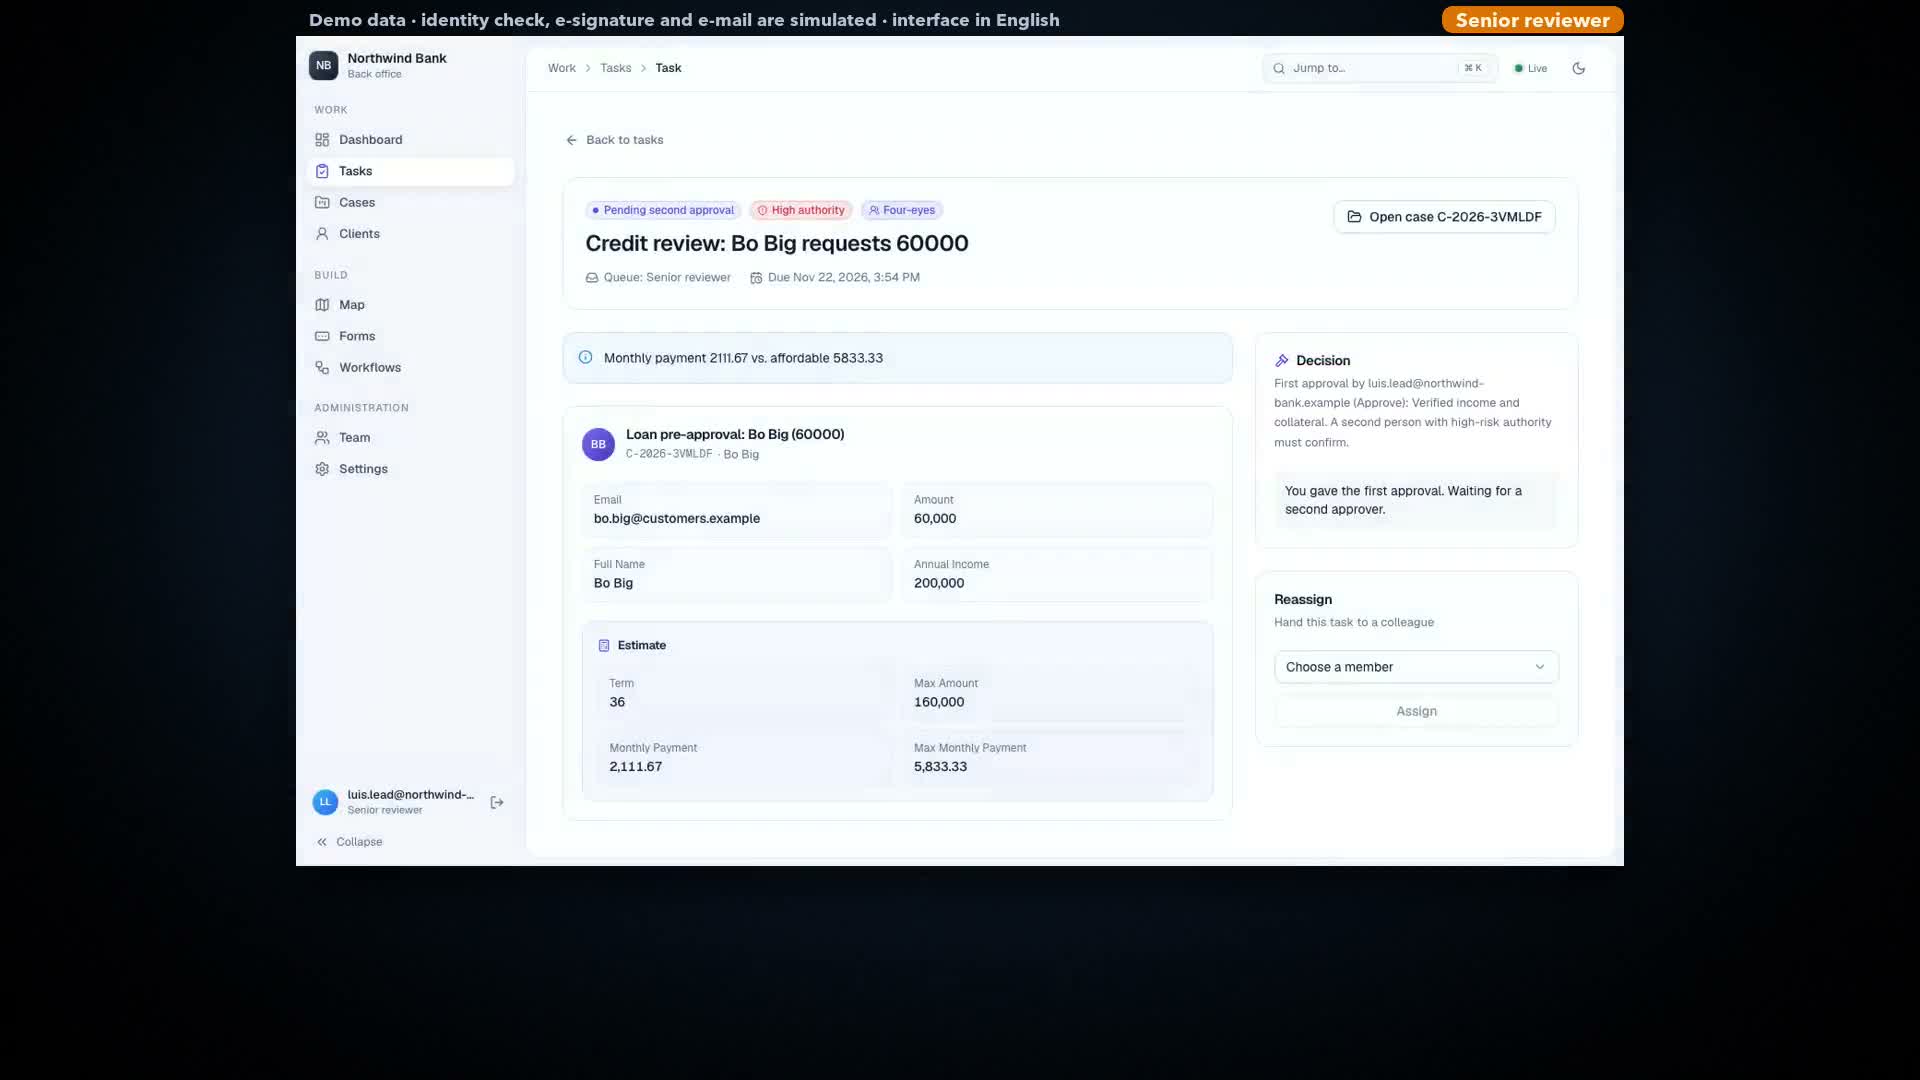 Demo data · identity check, e-signature and e-mail are simulated · interface in English
Senior reviewer
NB
Northwind Bank
Back office
WORK
Dashboard
Tasks
Cases
Clients
BUILD
Map
Forms
Workflows
ADMINISTRATION
Team
Settings
LL
luis.lead@northwind-...
Senior reviewer
Collapse
Work > Tasks > Task
Jump to...
⌘ K
Live
Back to tasks
Pending second approval
High authority
Four-eyes
Credit review: Bo Big requests 60000
Queue: Senior reviewer
Due Nov 22, 2026, 3:54 PM
Open case C-2026-3VMLDF
Monthly payment 2111.67 vs. affordable 5833.33
BB
Loan pre-approval: Bo Big (60000)
C-2026-3VMLDF · Bo Big
Email
bo.big@customers.example
Amount
60,000
Full Name
Bo Big
Annual Income
200,000
Estimate
Term
36
Max Amount
160,000
Monthly Payment
2,111.67
Max Monthly Payment
5,833.33
Decision
First approval by luis.lead@northwind-
bank.example (Approve): Verified income and
collateral. A second person with high-risk authority
must confirm.
You gave the first approval. Waiting for a
second approver.
Reassign
Hand this task to a colleague
Choose a member
Assign